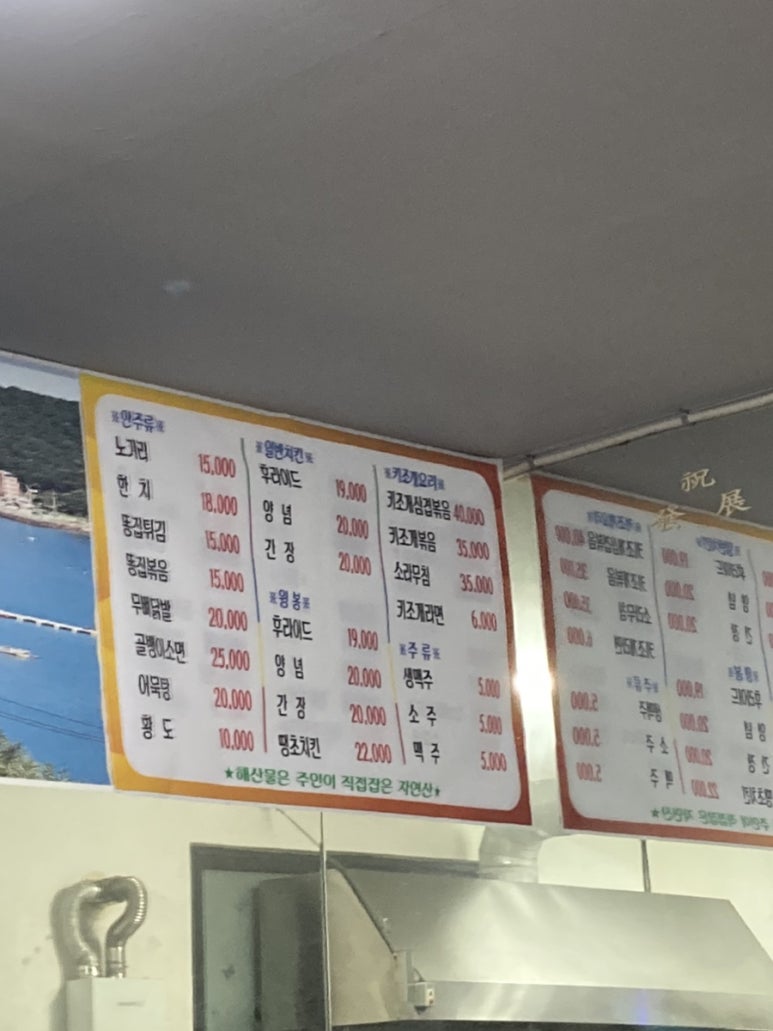 ※안주류※
노가리 15,000
한 치 18,000
똥집튀김 15,000
똥집볶음 15,000
무뼈닭발 20,000
골뱅이소면 25,000
어묵탕 20,000
황 도 10,000
※일반치킨※
후라이드 19,000
양 념 20,000
간 장 20,000
※윙봉※
후라이드 19,000
양 념 20,000
간 장 20,000
땡초치킨 22,000
※키조개요리※
키조개삼겹볶음 40,000
키조개볶음 35,000
소라무침 35,000
키조개라면 6,000
※주 류※
생맥주 5,000
소 주 5,000
맥 주 5,000
★해산물은 주인이 직접잡은 자연산★
祝
發 展